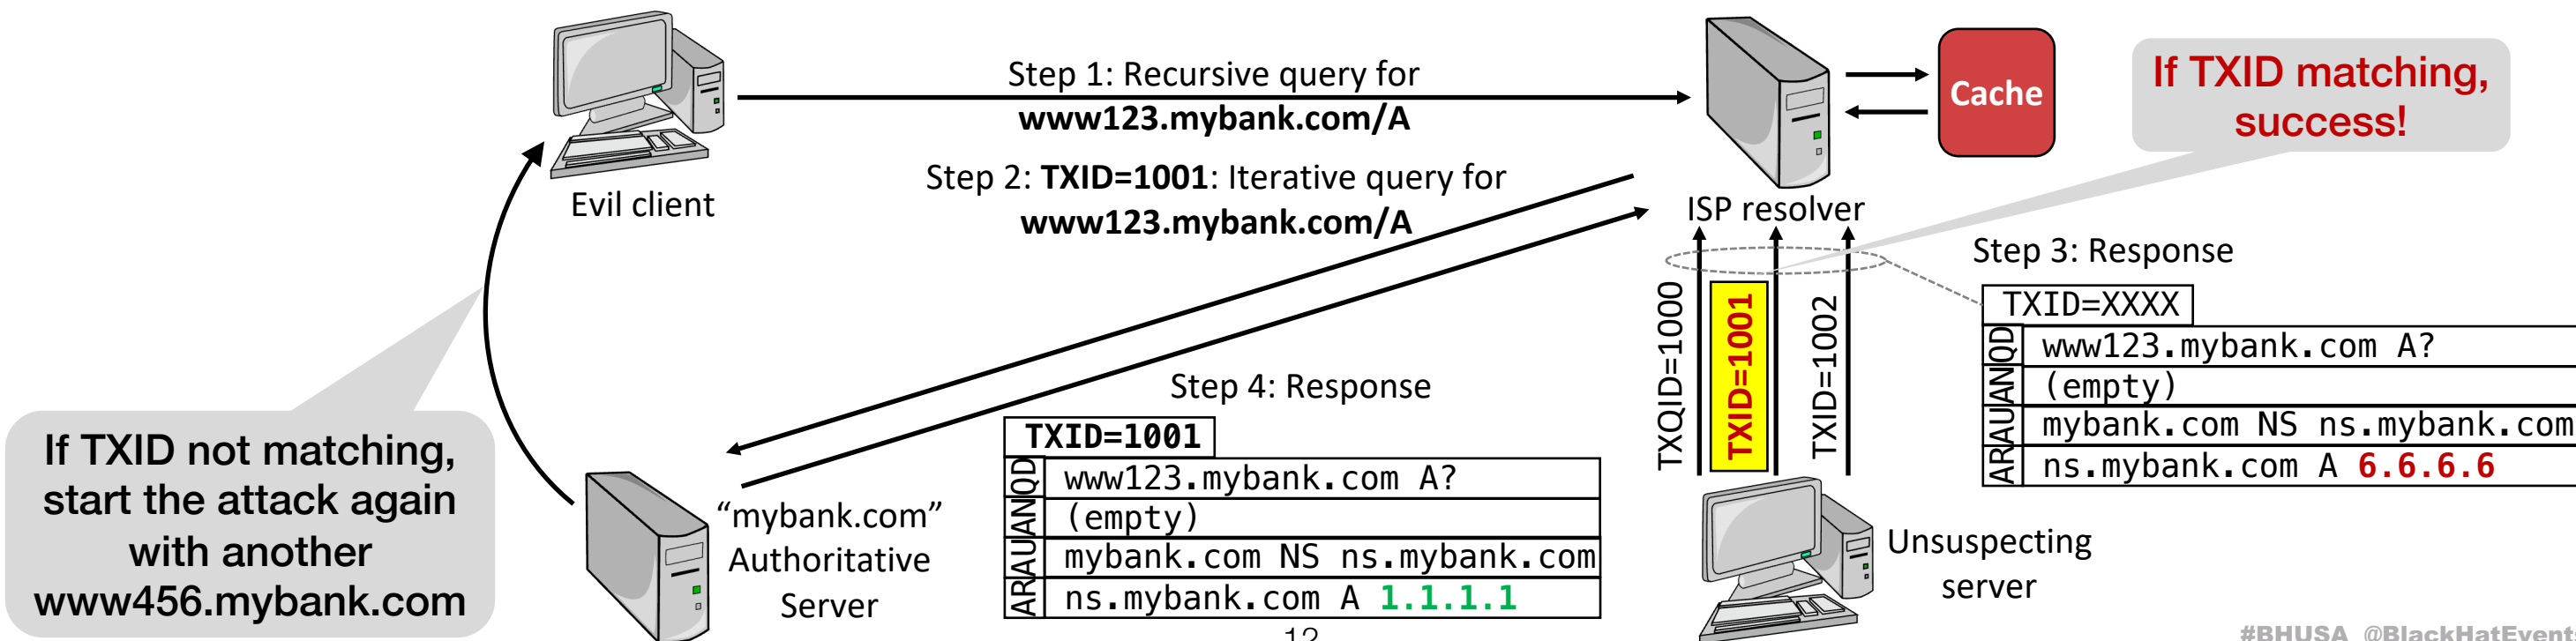 Step 1: Recursive query for
www123.mybank.com/A
Evil client
Step 2: TXID=1001: Iterative query for
www123.mybank.com/A
Cache
ISP resolver
If TXID matching,
success!
Step 3: Response
TXID=XXXX
QD www123.mybank.com A?
AN (empty)
AU mybank.com NS ns.mybank.com
AR ns.mybank.com A 6.6.6.6
TXQID=1000
TXID=1001
TXID=1002
Unsuspecting
server
Step 4: Response
TXID=1001
QD www123.mybank.com A?
AN (empty)
AU mybank.com NS ns.mybank.com
AR ns.mybank.com A 1.1.1.1
"mybank.com"
Authoritative
Server
If TXID not matching,
start the attack again
with another
www456.mybank.com
12
#BHUSA @BlackHatEvent